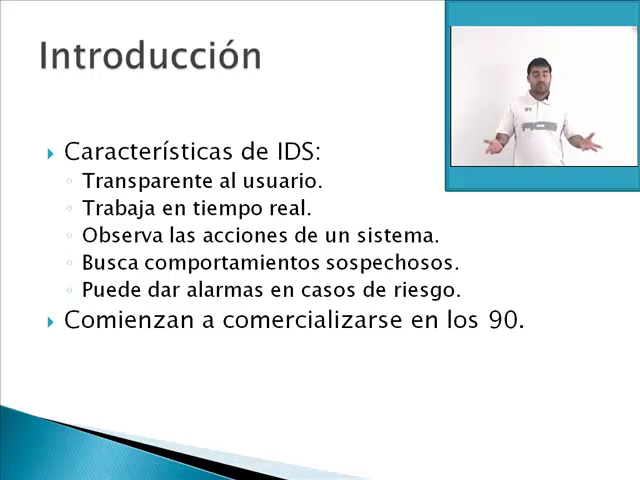 Introducción
Características de IDS:
Transparente al usuario.
Trabaja en tiempo real.
Observa las acciones de un sistema.
Busca comportamientos sospechosos.
Puede dar alarmas en casos de riesgo.
Comienzan a comercializarse en los 90.